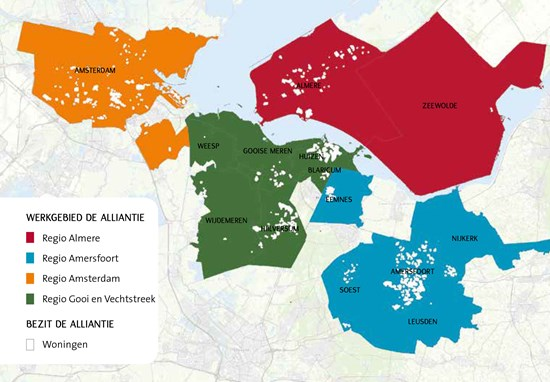 AMSTERDAM
ALMERE
ZEEWOLDE
WEESP
GOOISE MEREN
HUIZEN
BLARICUM
EEMNES
WIJDEMEREN
HILVERSUM
NIJKERK
AMERSFOORT
SOEST
LEUSDEN
WERKGEBIED DE ALLIANTIE
Regio Almere
Regio Amersfoort
Regio Amsterdam
Regio Gooi en Vechtstreek
BEZIT DE ALLIANTIE
Woningen